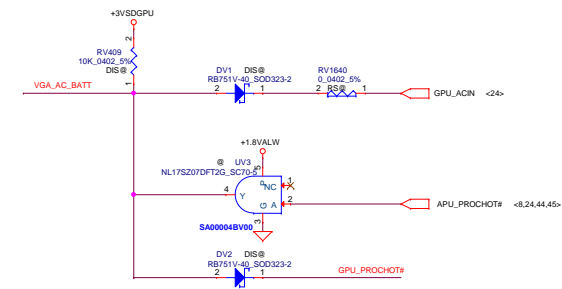 +3VSDGPU
2
RV409
10K_0402_5%
DIS@
1
VGA_AC_BATT
DV1 DIS@
RB751V-40_SOD323-2
2 1
RV1640
0_0402_5%
RS@
2 1
GPU_ACIN <24>
+1.8VALW
@ UV3
NL17SZ07DFT2G_SC70-5
5
P
NC
1
4
Y
G
A
2
3
SA00004BV00
APU_PROCHOT# <8,24,44,45>
DV2 DIS@
RB751V-40_SOD323-2
2 1
GPU_PROCHOT#